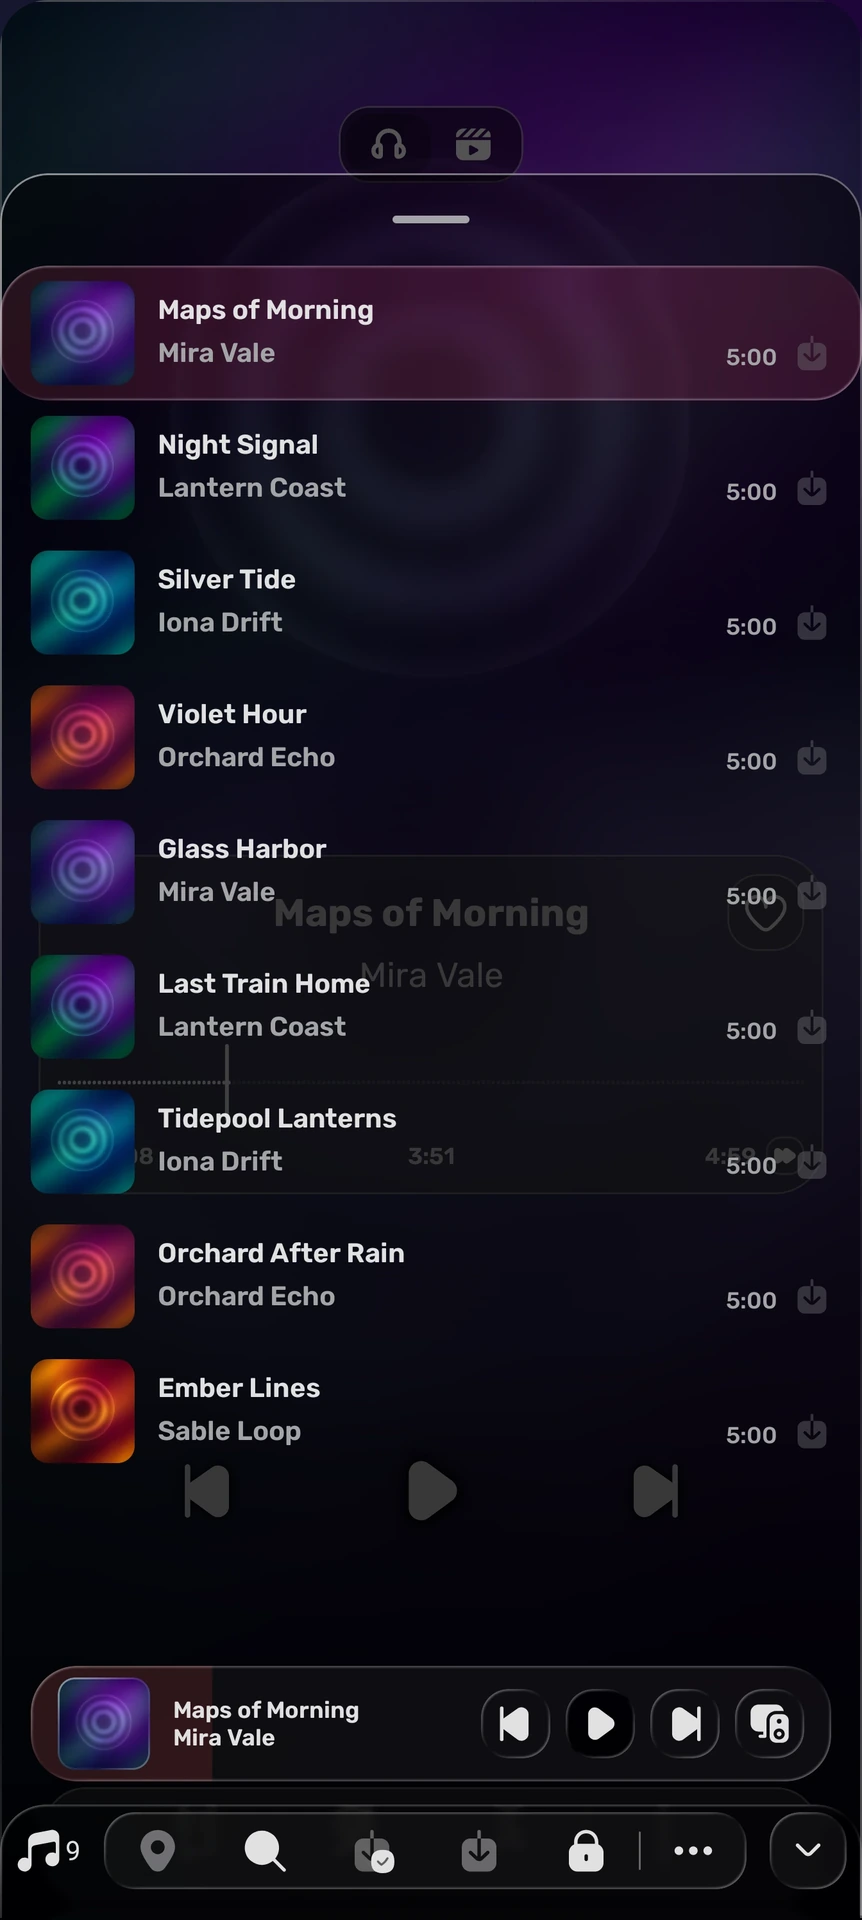 Maps of Morning
Mira Vale
5:00
Night Signal
Lantern Coast
5:00
Silver Tide
Iona Drift
5:00
Violet Hour
Orchard Echo
5:00
Glass Harbor
Mira Vale
5:00
Maps of Morning
Mira Vale
Last Train Home
Lantern Coast
5:00
Tidepool Lanterns
Iona Drift
5:00
3:51
4:59
Orchard After Rain
Orchard Echo
5:00
Ember Lines
Sable Loop
5:00
Maps of Morning
Mira Vale
9